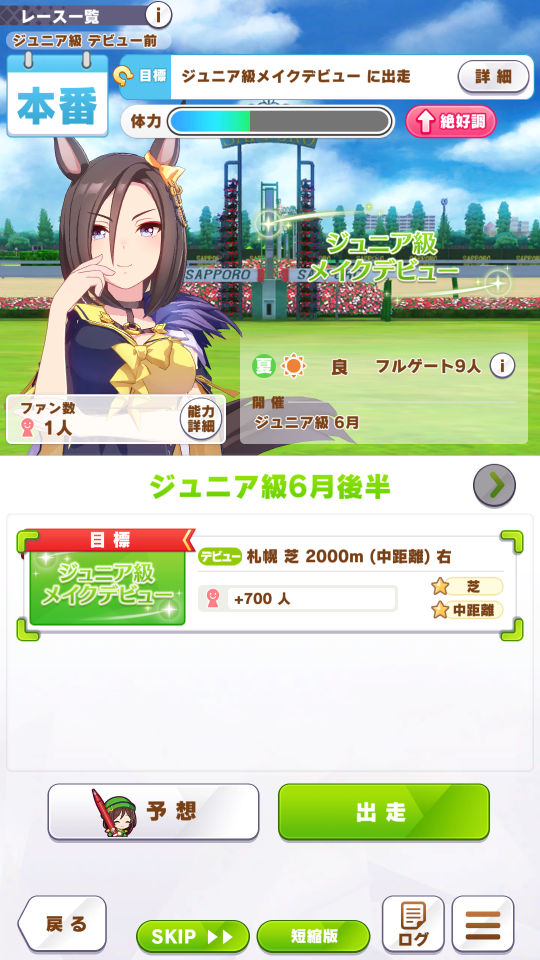 レース一覧
i
ジュニア級 デビュー前
本番
目標
ジュニア級メイクデビュー に出走
詳細
体力
絶好調
SAPPORO
ジュニア級
メイクデビュー
夏
良
フルゲート9人
i
開催
ジュニア級 6月
ファン数
1人
能力
詳細
ジュニア級6月後半
目標
ジュニア級
メイクデビュー
デビュー
札幌 芝 2000m (中距離) 右
+700 人
芝
中距離
予想
出走
戻る
SKIP
短縮版
ログ